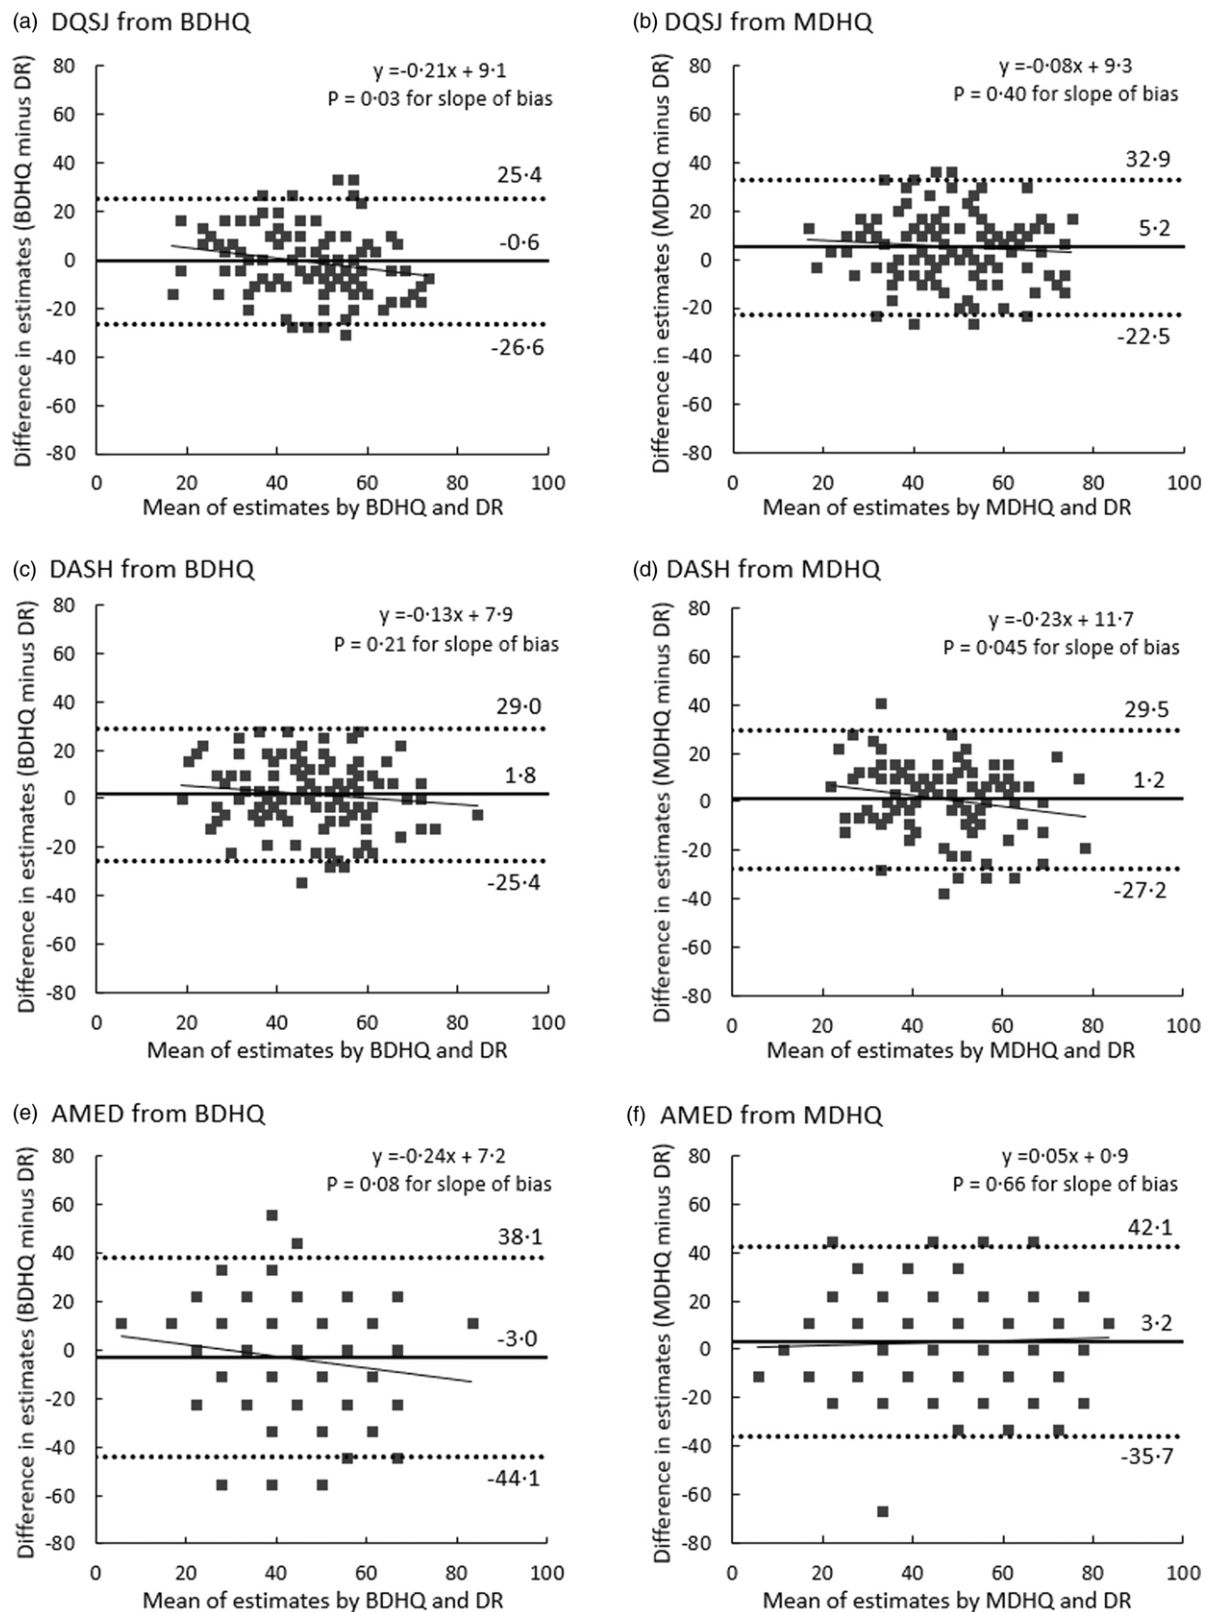 (a) DQSJ from BDHQ
Difference in estimates (BDHQ minus DR)
y =-0·21x + 9·1
P = 0·03 for slope of bias
80
60
40
20
0
-20
-40
-60
-80
25·4
-0·6
-26·6
0 20 40 60 80 100
Mean of estimates by BDHQ and DR
(b) DQSJ from MDHQ
Difference in estimates (MDHQ minus DR)
y =-0·08x + 9·3
P = 0·40 for slope of bias
80
60
40
20
0
-20
-40
-60
-80
32·9
5·2
-22·5
0 20 40 60 80 100
Mean of estimates by MDHQ and DR
(c) DASH from BDHQ
Difference in estimates (BDHQ minus DR)
y =-0·13x + 7·9
P = 0·21 for slope of bias
80
60
40
20
0
-20
-40
-60
-80
29·0
1·8
-25·4
0 20 40 60 80 100
Mean of estimates by BDHQ and DR
(d) DASH from MDHQ
Difference in estimates (MDHQ minus DR)
y =-0·23x + 11·7
P = 0·045 for slope of bias
80
60
40
20
0
-20
-40
-60
-80
29·5
1·2
-27·2
0 20 40 60 80 100
Mean of estimates by MDHQ and DR
(e) AMED from BDHQ
Difference in estimates (BDHQ minus DR)
y =-0·24x + 7·2
P = 0·08 for slope of bias
80
60
40
20
0
-20
-40
-60
-80
38·1
-3·0
-44·1
0 20 40 60 80 100
Mean of estimates by BDHQ and DR
(f) AMED from MDHQ
Difference in estimates (MDHQ minus DR)
y =0·05x + 0·9
P = 0·66 for slope of bias
80
60
40
20
0
-20
-40
-60
-80
42·1
3·2
-35·7
0 20 40 60 80 100
Mean of estimates by MDHQ and DR